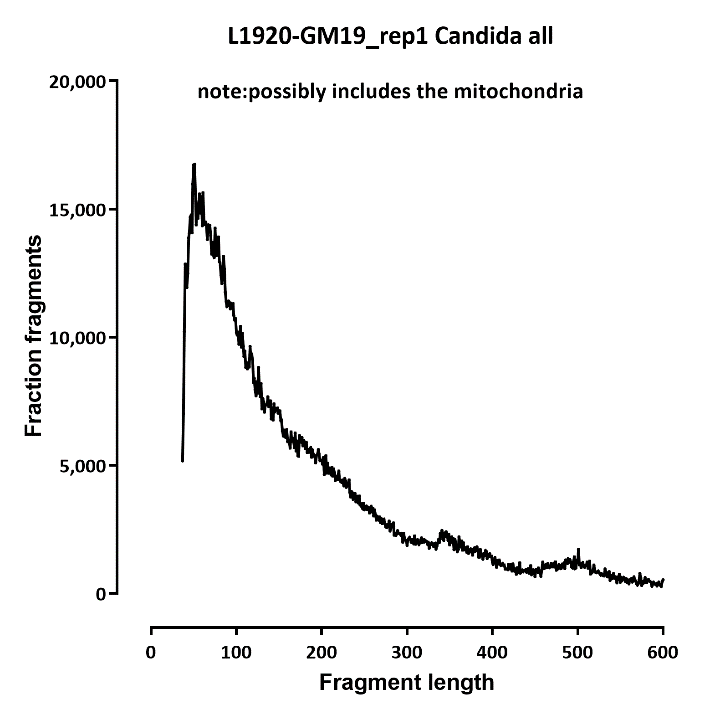 L1920-GM19_rep1 Candida all
note:possibly includes the mitochondria
20,000
15,000
10,000
5,000
0
Fraction fragments
0 100 200 300 400 500 600
Fragment length